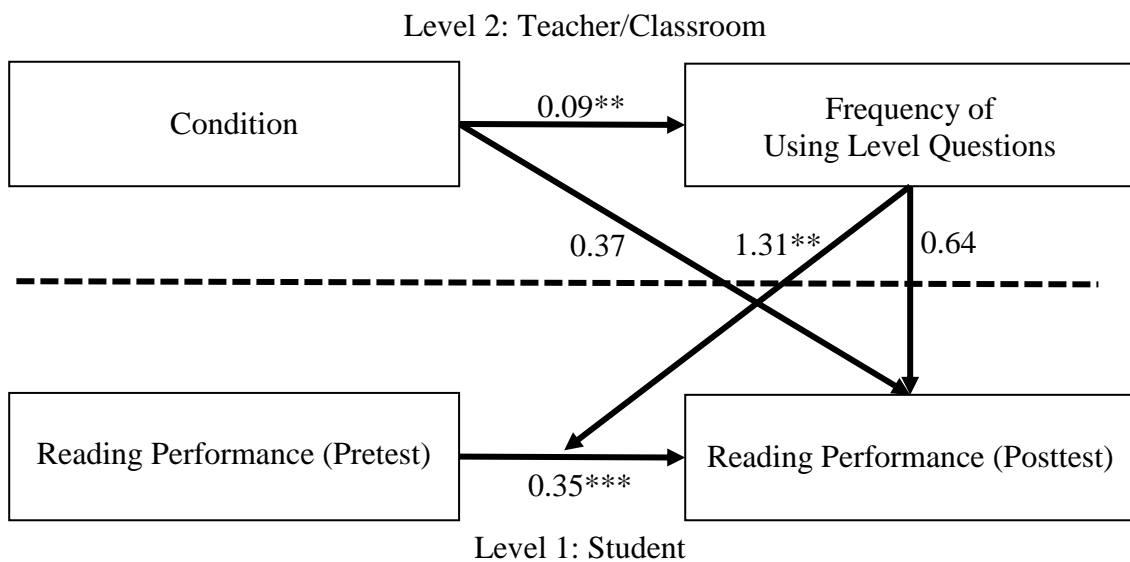 Level 2: Teacher/Classroom
Condition
0.09**
Frequency of
Using Level Questions
0.37
1.31**
0.64
Reading Performance (Pretest)
0.35***
Reading Performance (Posttest)
Level 1: Student